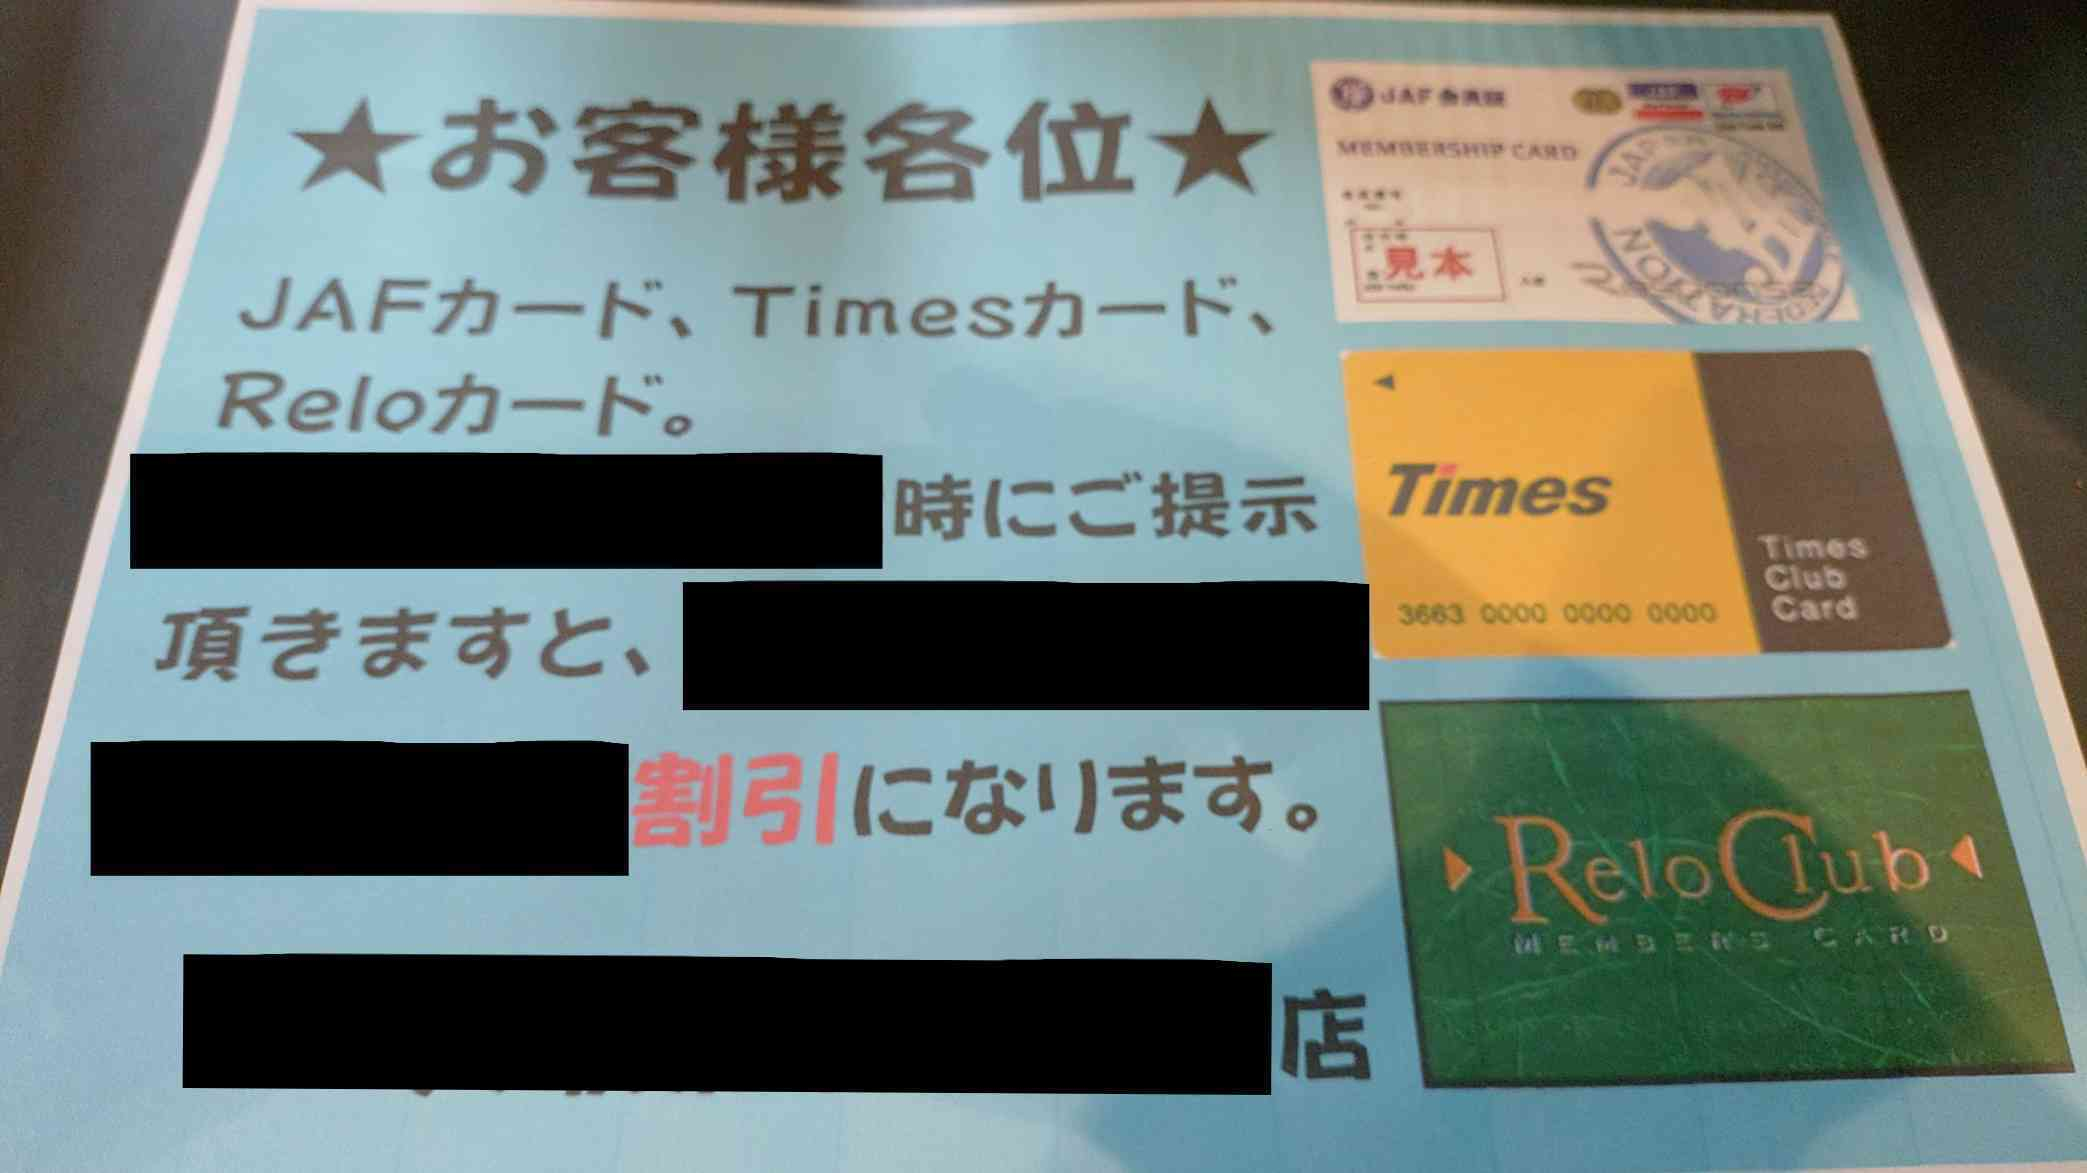 ★お客様各位★
JAFカード、Timesカード、
Reloカード。
時にご提示
頂きますと、
割引になります。
店
JAF 会員証
MEMBERSHIP CARD
見本
Times
Times
Club
Card
3663 0000 0000 0000
ReloClub
MEMBERS CARD